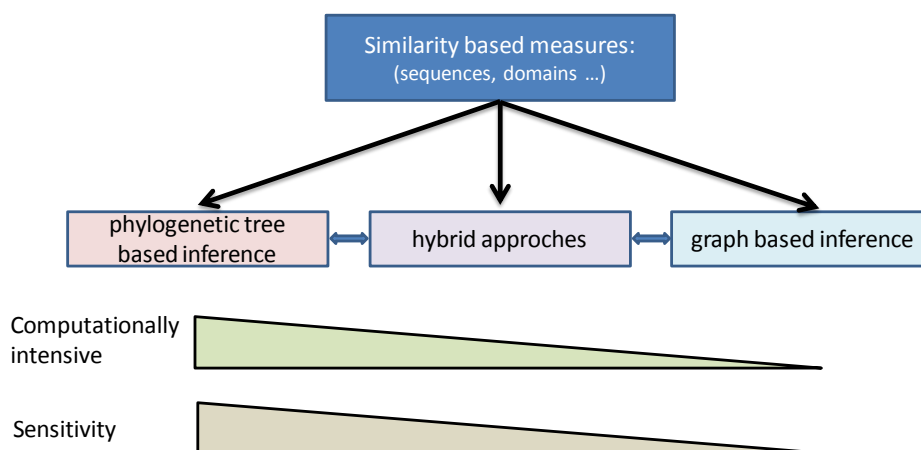 Similarity based measures:
(sequences, domains …)
phylogenetic tree
based inference
hybrid approches
graph based inference
Computationally
intensive
Sensitivity